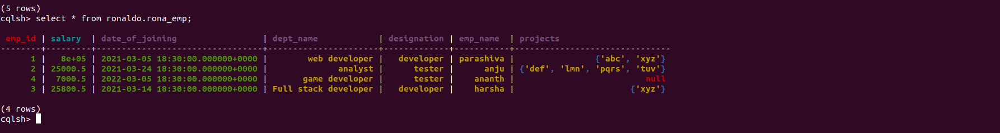 (5 rows)
cqlsh> select * from ronaldo.rona_emp;
 emp_id | salary  | date_of_joining                 | dept_name            | designation | emp_name  | projects
--------+---------+---------------------------------+----------------------+-------------+-----------+-------------------------------
      1 |   8e+05 | 2021-03-05 18:30:00.000000+0000 |        web developer |   developer | parashiva |                {'abc', 'xyz'}
      2 | 25000.5 | 2021-03-24 18:30:00.000000+0000 |              analyst |      tester |      anju | {'def', 'lmn', 'pqrs', 'tuv'}
      4 |  7000.5 | 2022-03-05 18:30:00.000000+0000 |       game developer |      tester |    ananth |                          null
      3 | 25800.5 | 2021-03-14 18:30:00.000000+0000 | Full stack developer |   developer |    harsha |                       {'xyz'}
(4 rows)
cqlsh>